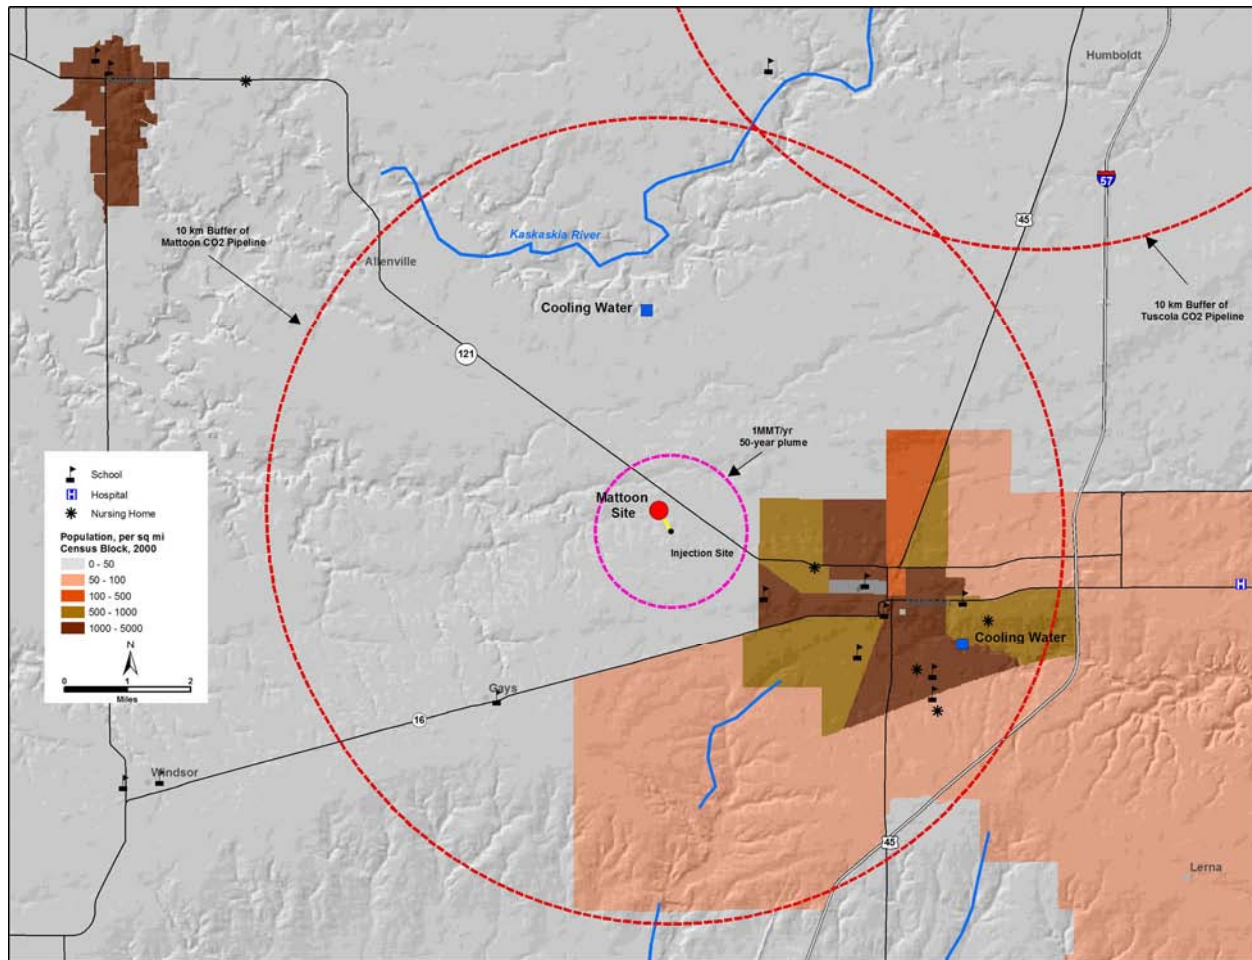 Humboldt
57
45
10 km Buffer of
Mattoon CO2 Pipeline
Kaskaskia River
Allenville
10 km Buffer of
Tuscola CO2 Pipeline
Cooling Water
121
1MMT/yr
50-year plume
Mattoon
Site
Injection Site
School
H
Hospital
Nursing Home
Population, per sq mi
Census Block, 2000
0 - 50
50 - 100
100 - 500
500 - 1000
1000 - 5000
N
0
1
2
Miles
H
Cooling Water
Gays
16
Windsor
45
Lerna